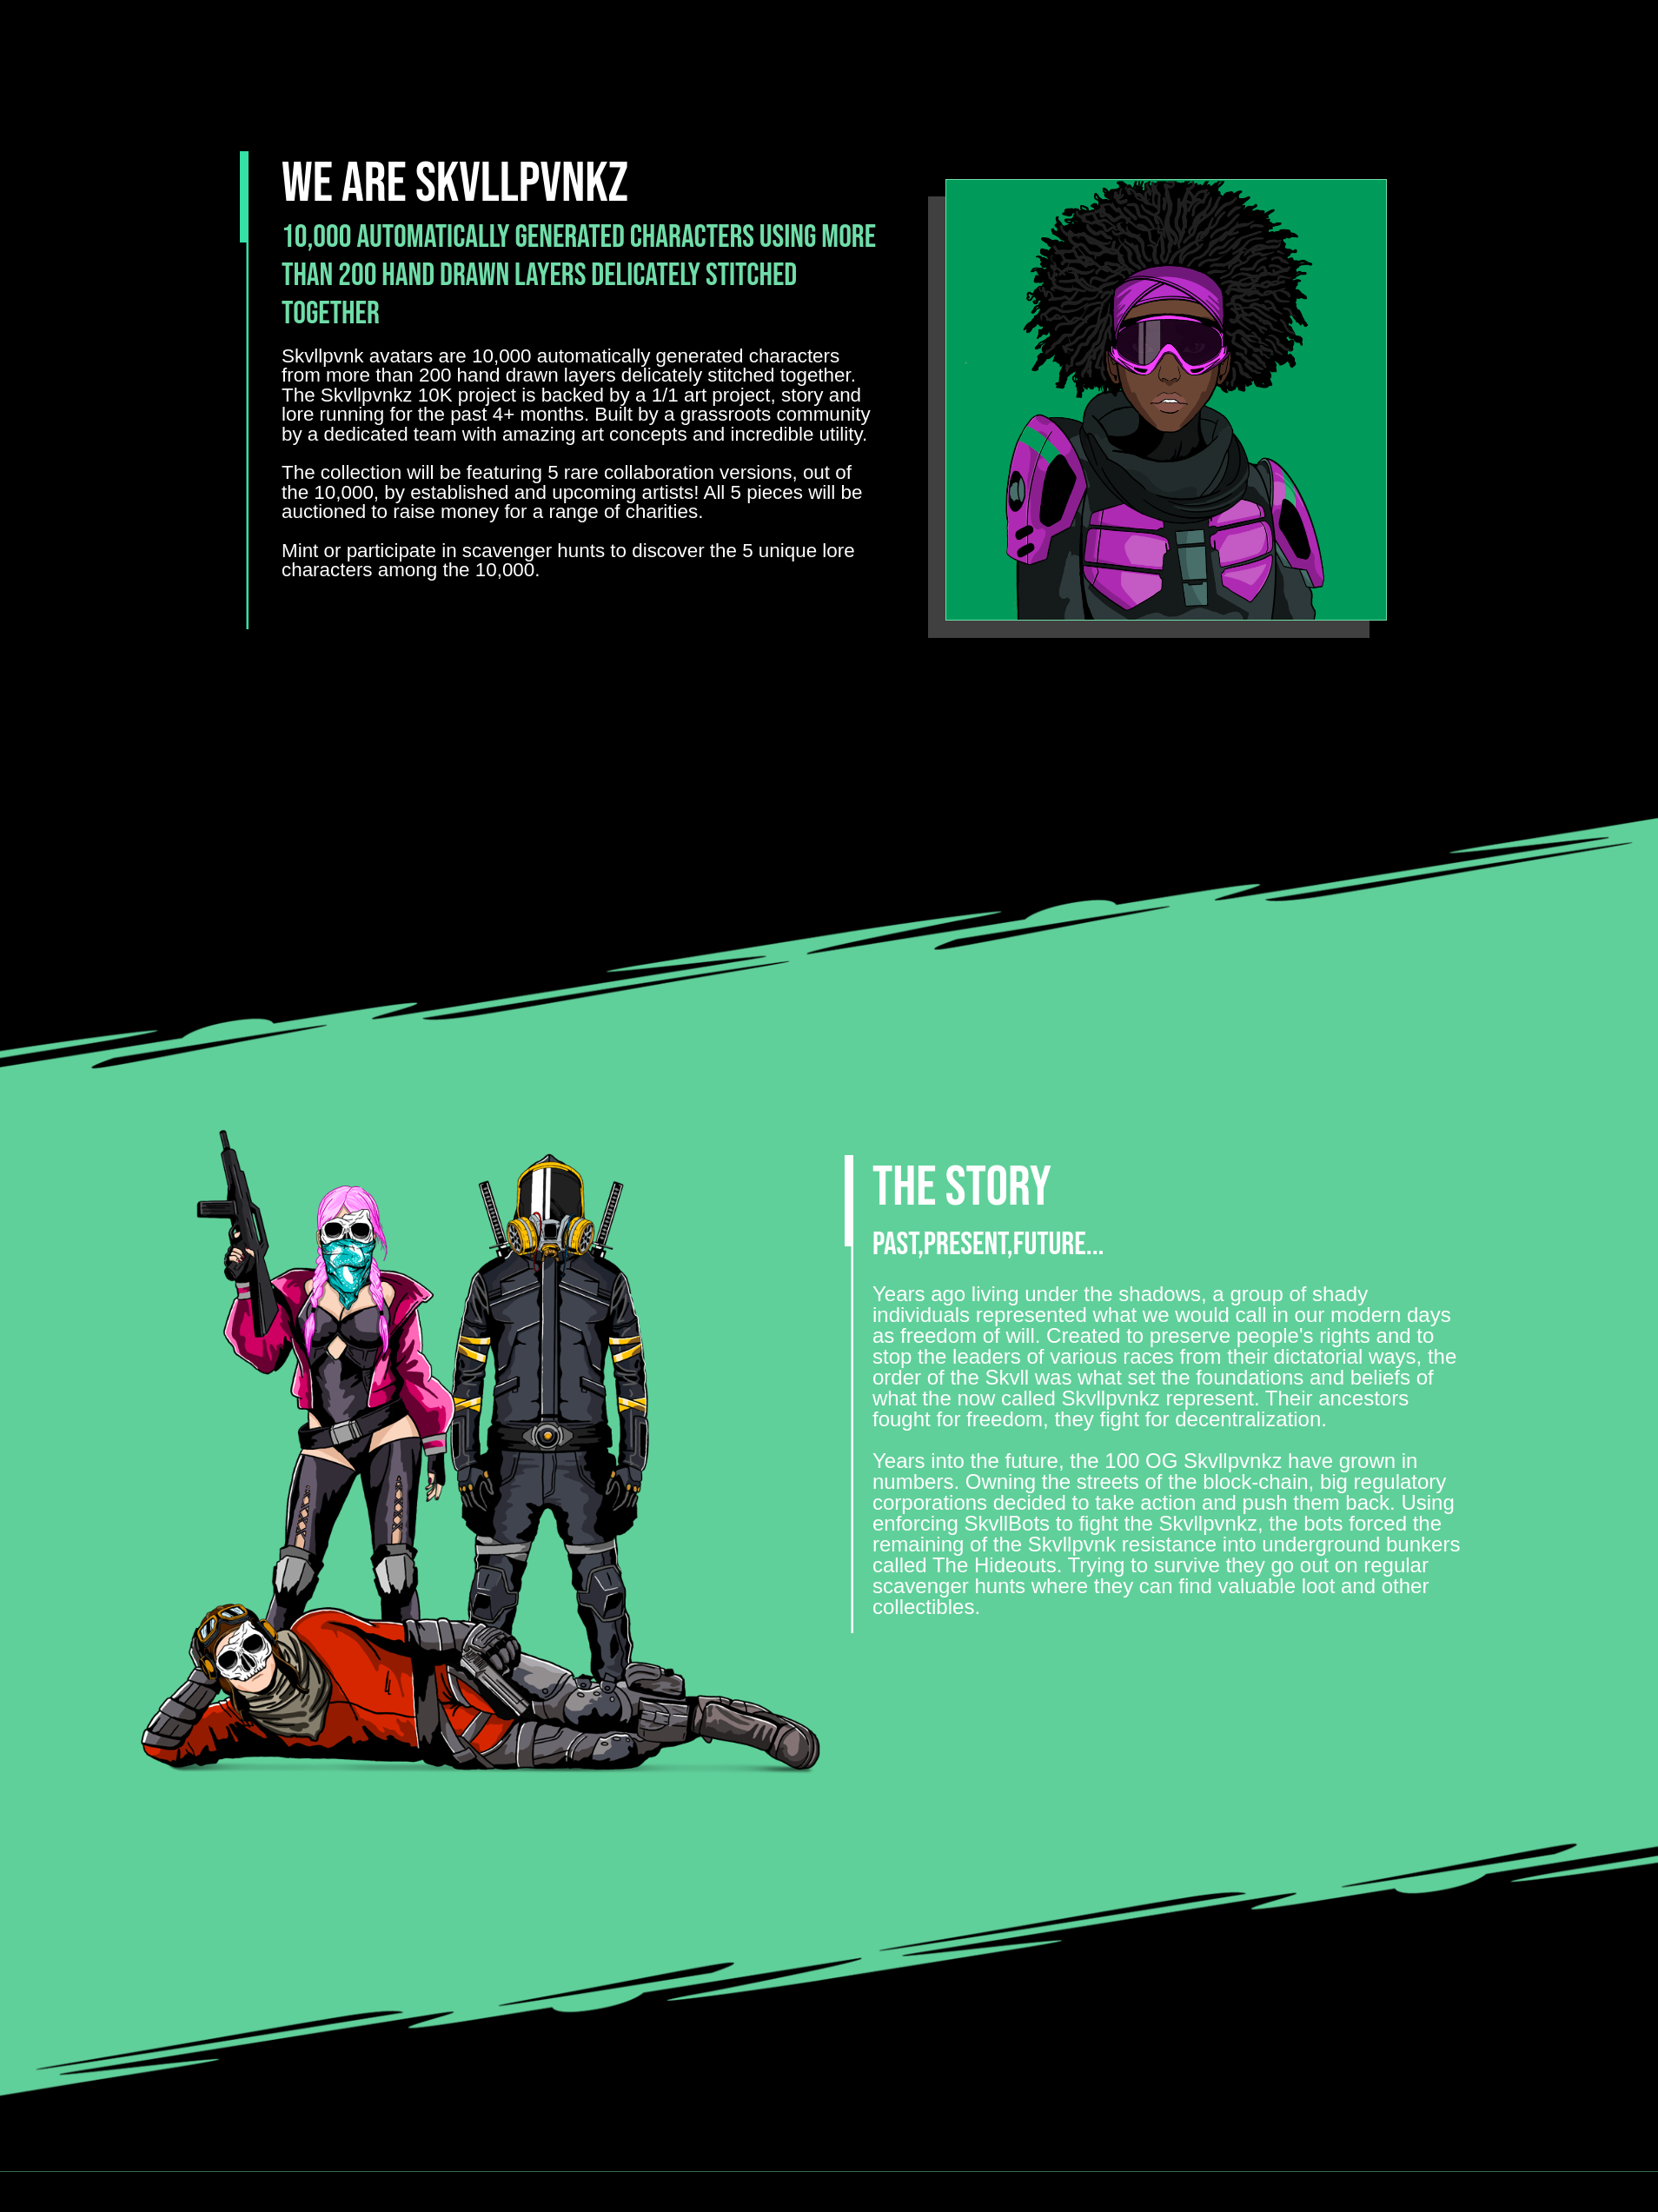 WE ARE SKVLLPVNKZ
10,000 AUTOMATICALLY GENERATED CHARACTERS USING MORE
THAN 200 HAND DRAWN LAYERS DELICATELY STITCHED
TOGETHER
Skvllpvnk avatars are 10,000 automatically generated characters
from more than 200 hand drawn layers delicately stitched together.
The Skvllpvnkz 10K project is backed by a 1/1 art project, story and
lore running for the past 4+ months. Built by a grassroots community
by a dedicated team with amazing art concepts and incredible utility.
The collection will be featuring 5 rare collaboration versions, out of
the 10,000, by established and upcoming artists! All 5 pieces will be
auctioned to raise money for a range of charities.
Mint or participate in scavenger hunts to discover the 5 unique lore
characters among the 10,000.
THE STORY
PAST,PRESENT,FUTURE...
Years ago living under the shadows, a group of shady
individuals represented what we would call in our modern days
as freedom of will. Created to preserve people's rights and to
stop the leaders of various races from their dictatorial ways, the
order of the Skvll was what set the foundations and beliefs of
what the now called Skvllpvnkz represent. Their ancestors
fought for freedom, they fight for decentralization.
Years into the future, the 100 OG Skvllpvnkz have grown in
numbers. Owning the streets of the block-chain, big regulatory
corporations decided to take action and push them back. Using
enforcing SkvllBots to fight the Skvllpvnkz, the bots forced the
remaining of the Skvllpvnk resistance into underground bunkers
called The Hideouts. Trying to survive they go out on regular
scavenger hunts where they can find valuable loot and other
collectibles.